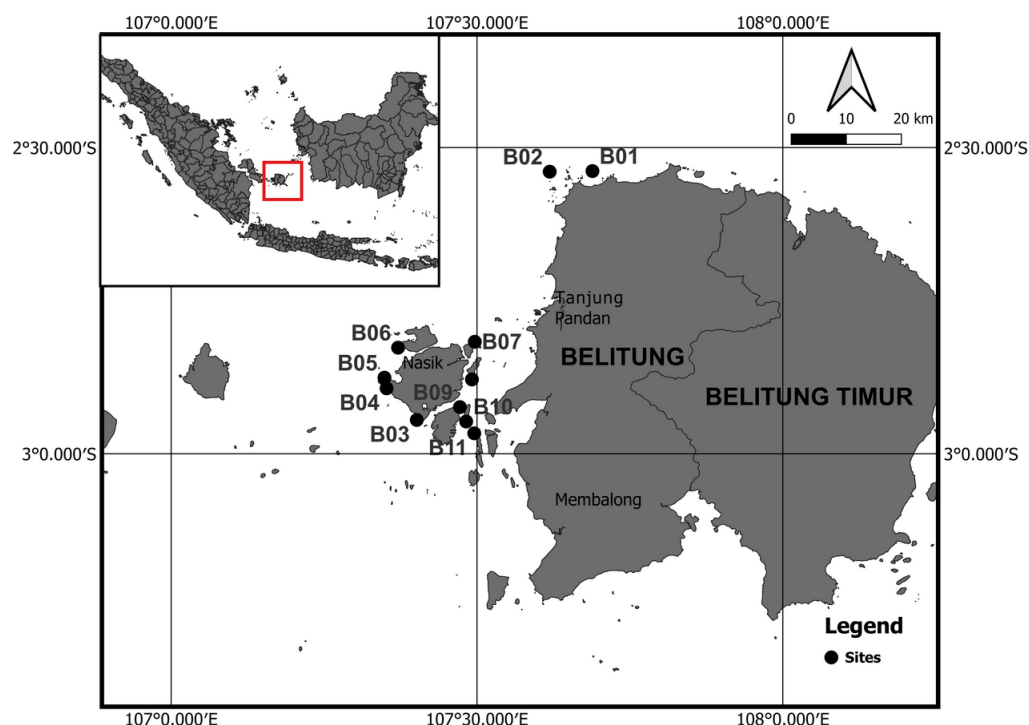 107°0.000′E 107°30.000′E 108°0.000′E
0 10 20 km
2°30.000′S 2°30.000′S
B02 B01
Tanjung
Pandan
B06 B07
Nasik
BELITUNG
B05
B09
BELITUNG TIMUR
B04 B10
B03 B11
3°0.000′S 3°0.000′S
Membalong
Legend
Sites
107°0.000′E 107°30.000′E 108°0.000′E